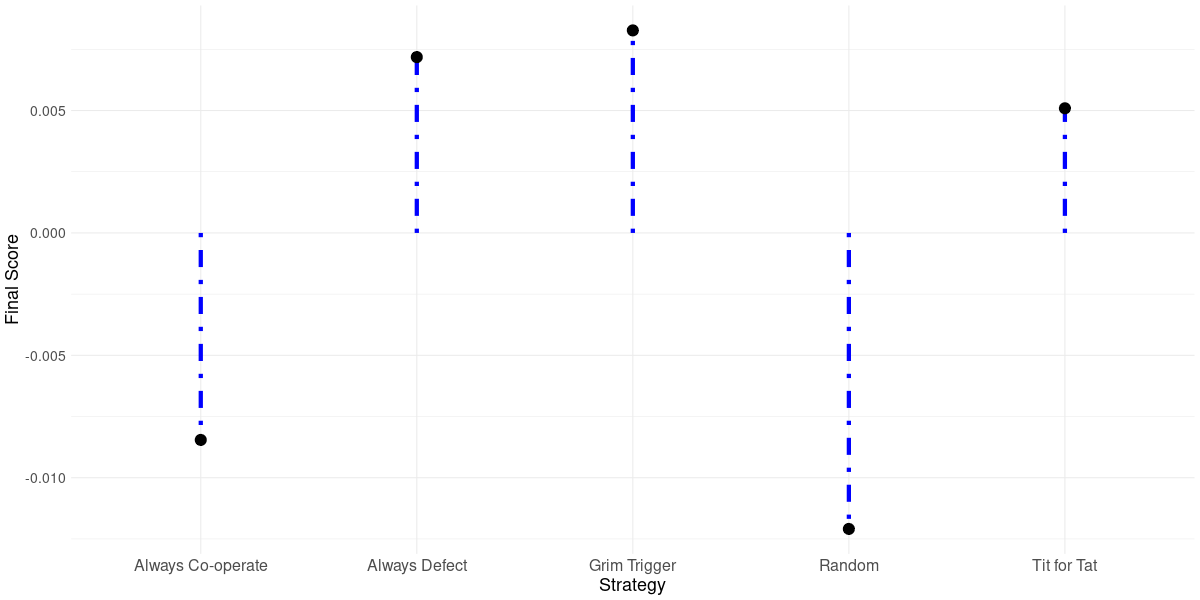 0.005
0.000
-0.005
-0.010
Final Score
Always Co-operate
Always Defect
Grim Trigger
Random
Tit for Tat
Strategy